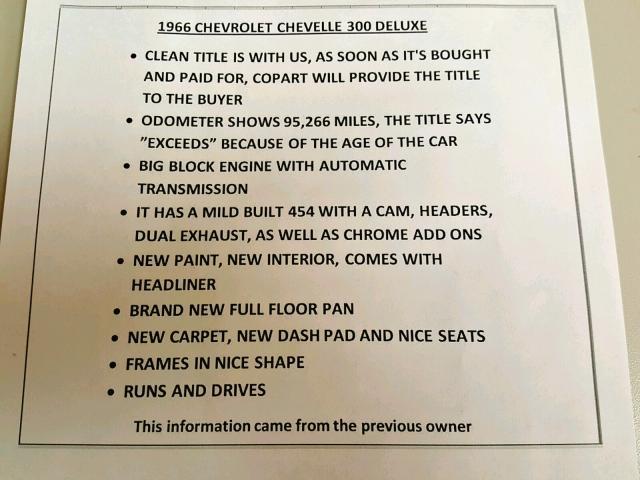 1966 CHEVROLET CHEVELLE 300 DELUXE
• CLEAN TITLE IS WITH US, AS SOON AS IT'S BOUGHT
AND PAID FOR, COPART WILL PROVIDE THE TITLE
TO THE BUYER
• ODOMETER SHOWS 95,266 MILES, THE TITLE SAYS
"EXCEEDS" BECAUSE OF THE AGE OF THE CAR
• BIG BLOCK ENGINE WITH AUTOMATIC
TRANSMISSION
• IT HAS A MILD BUILT 454 WITH A CAM, HEADERS,
DUAL EXHAUST, AS WELL AS CHROME ADD ONS
• NEW PAINT, NEW INTERIOR, COMES WITH
HEADLINER
• BRAND NEW FULL FLOOR PAN
• NEW CARPET, NEW DASH PAD AND NICE SEATS
• FRAMES IN NICE SHAPE
• RUNS AND DRIVES
This information came from the previous owner